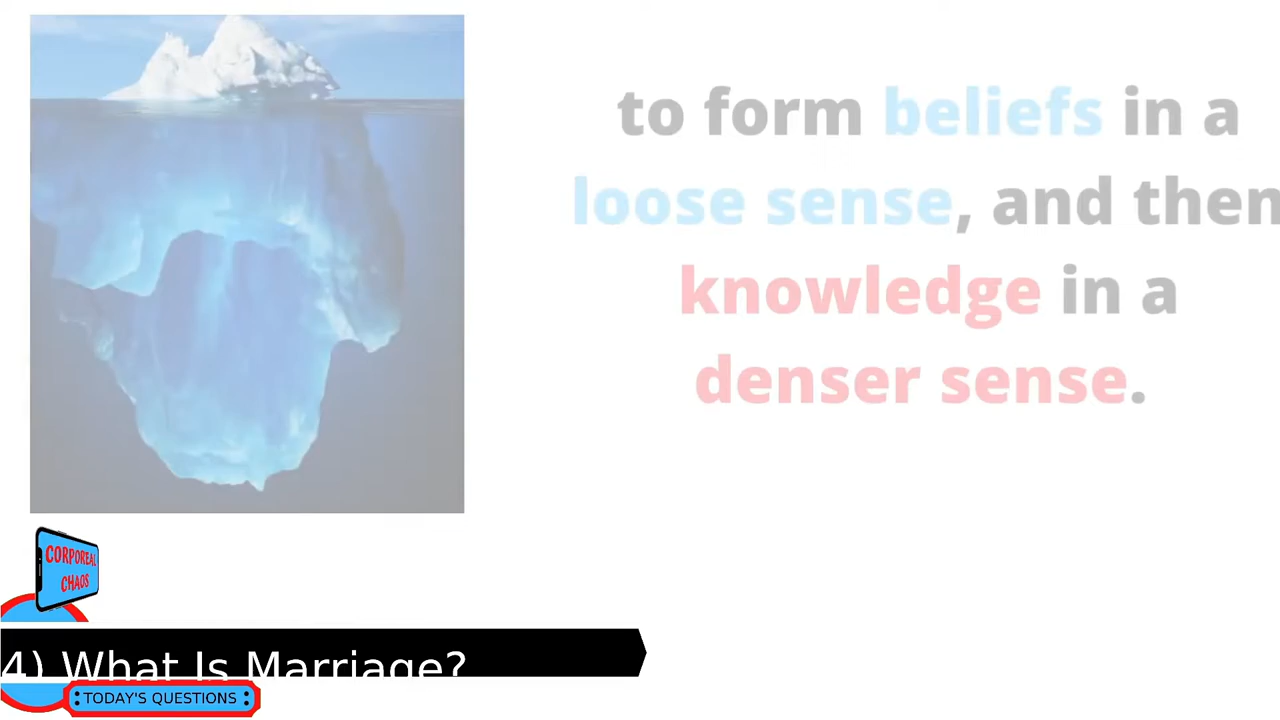 to form beliefs in a
loose sense, and then
knowledge in a
denser sense.
CORPOREAL
CHAOS
4) What Is Marriage?
TODAY'S QUESTIONS